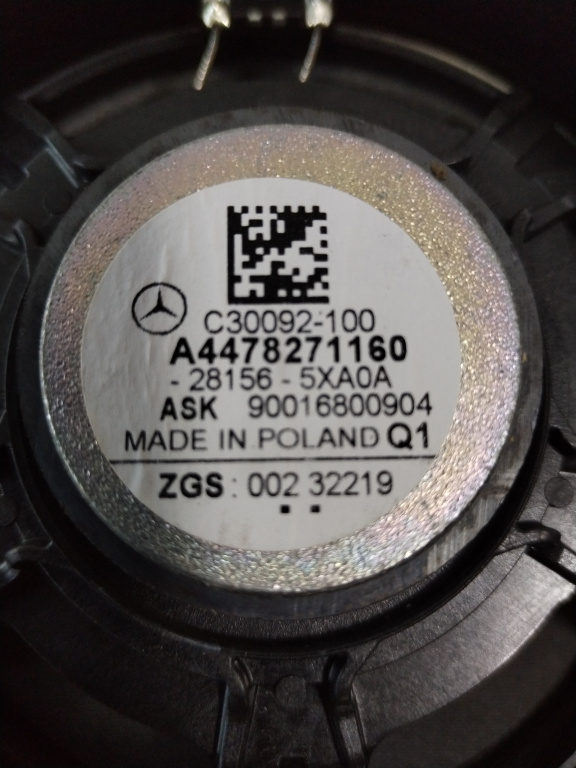 C30092-100
A4478271160
- 28156 - 5XA0A
ASK 90016800904
MADE IN POLAND Q1
ZGS : 002 32219